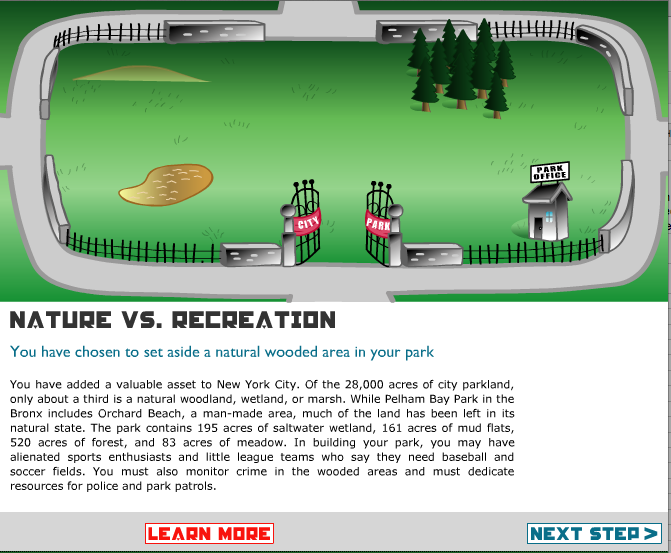 PARK
OFFICE
CITY
PARK
NATURE VS. RECREATION
You have chosen to set aside a natural wooded area in your park
You have added a valuable asset to New York City. Of the 28,000 acres of city parkland,
only about a third is a natural woodland, wetland, or marsh. While Pelham Bay Park in the
Bronx includes Orchard Beach, a man-made area, much of the land has been left in its
natural state. The park contains 195 acres of saltwater wetland, 161 acres of mud flats,
520 acres of forest, and 83 acres of meadow. In building your park, you may have
alienated sports enthusiasts and little league teams who say they need baseball and
soccer fields. You must also monitor crime in the wooded areas and must dedicate
resources for police and park patrols.
LEARN MORE
NEXT STEP >